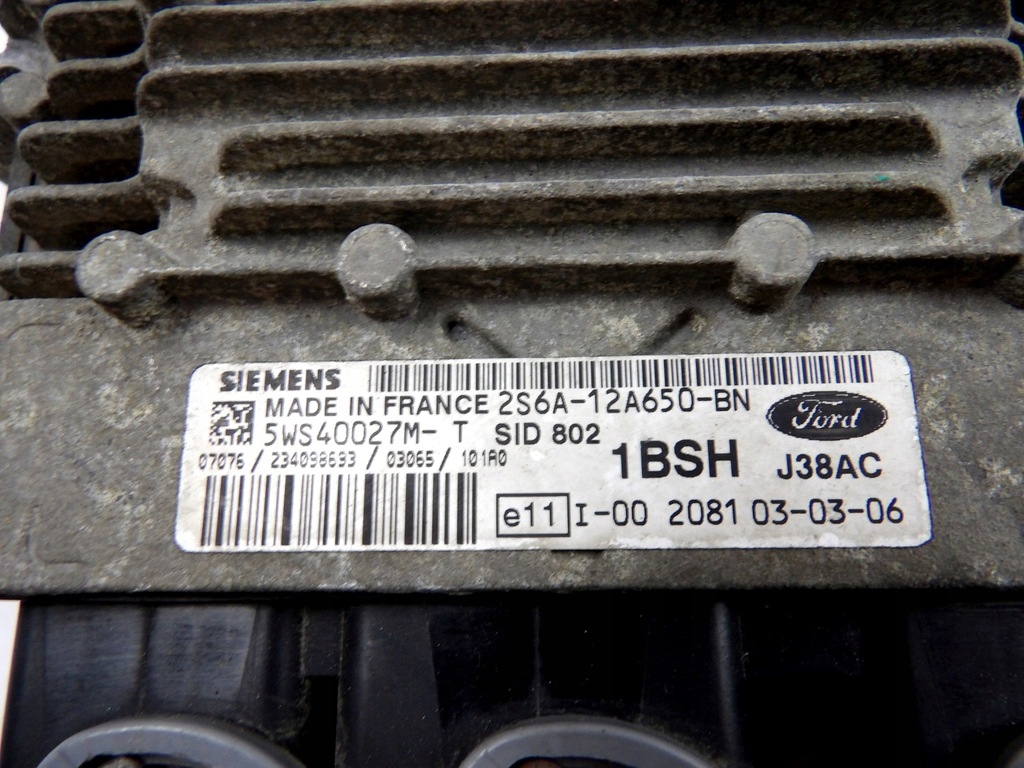 SIEMENS
MADE IN FRANCE 2S6A-12A650-BN
5WS40027M- T SID 802
Ford
07076 / 234098693 / 03065 / 101A0
1BSH J38AC
e11 I-00 2081 03-03-06